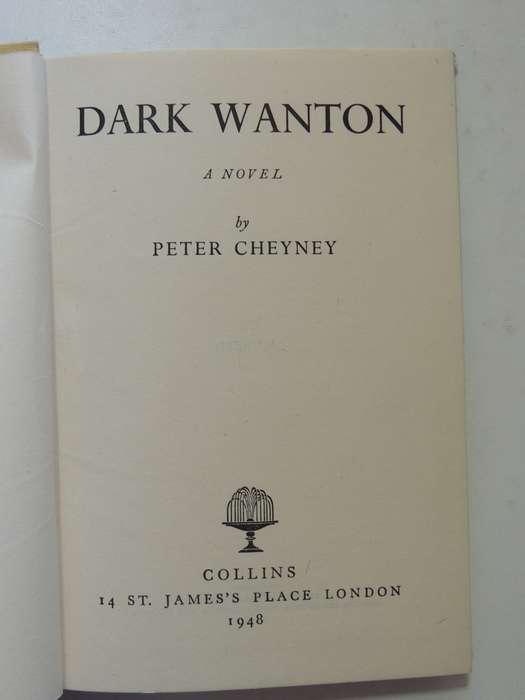 DARK WANTON
A NOVEL
by
PETER CHEYNEY
COLLINS
14 ST. JAMES'S PLACE LONDON
1948